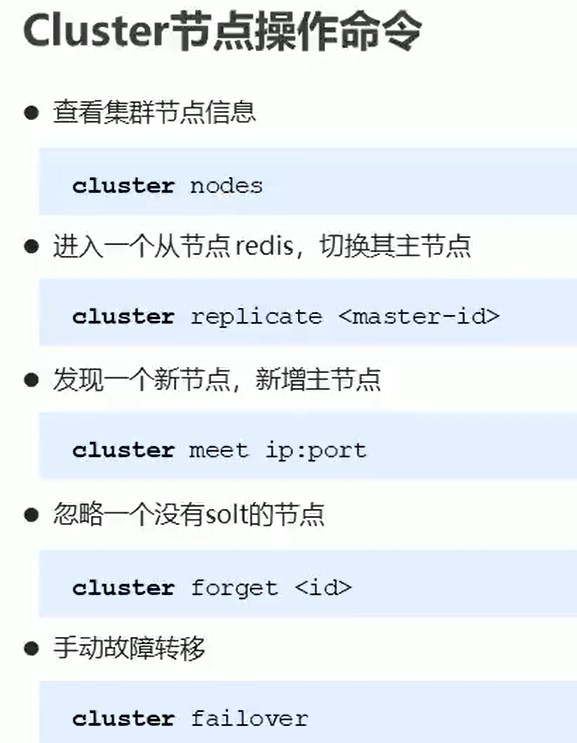 Cluster节点操作命令
● 查看集群节点信息
cluster nodes
● 进入一个从节点redis，切换其主节点
cluster replicate <master-id>
● 发现一个新节点，新增主节点
cluster meet ip:port
● 忽略一个没有solt的节点
cluster forget <id>
● 手动故障转移
cluster failover